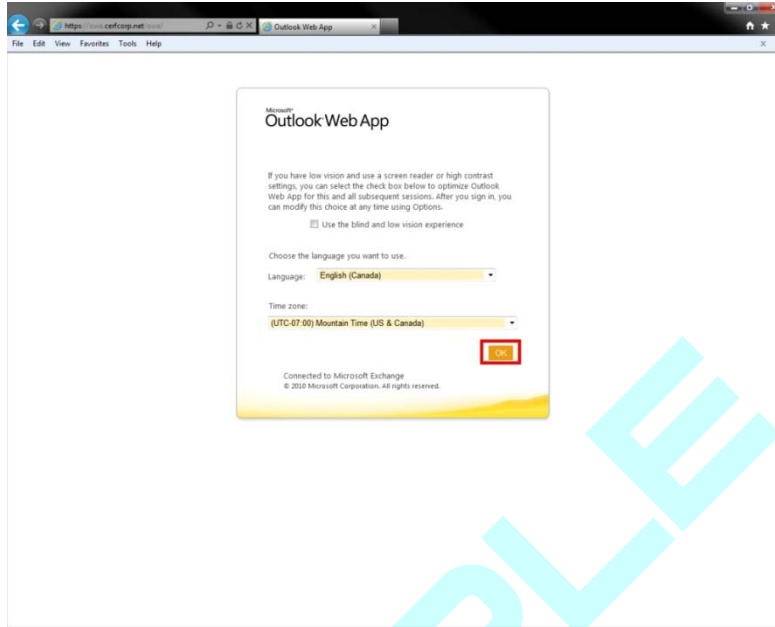 https://owa.cerfcorp.net/owa/
Outlook Web App
File Edit View Favorites Tools Help
Microsoft®
Outlook Web App
If you have low vision and use a screen reader or high contrast
settings, you can select the check box below to optimize Outlook
Web App for this and all subsequent sessions. After you sign in, you
can modify this choice at any time using Options.
Use the blind and low vision experience
Choose the language you want to use.
Language: English (Canada)
Time zone:
(UTC-07:00) Mountain Time (US & Canada)
OK
Connected to Microsoft Exchange
© 2010 Microsoft Corporation. All rights reserved.
PLE